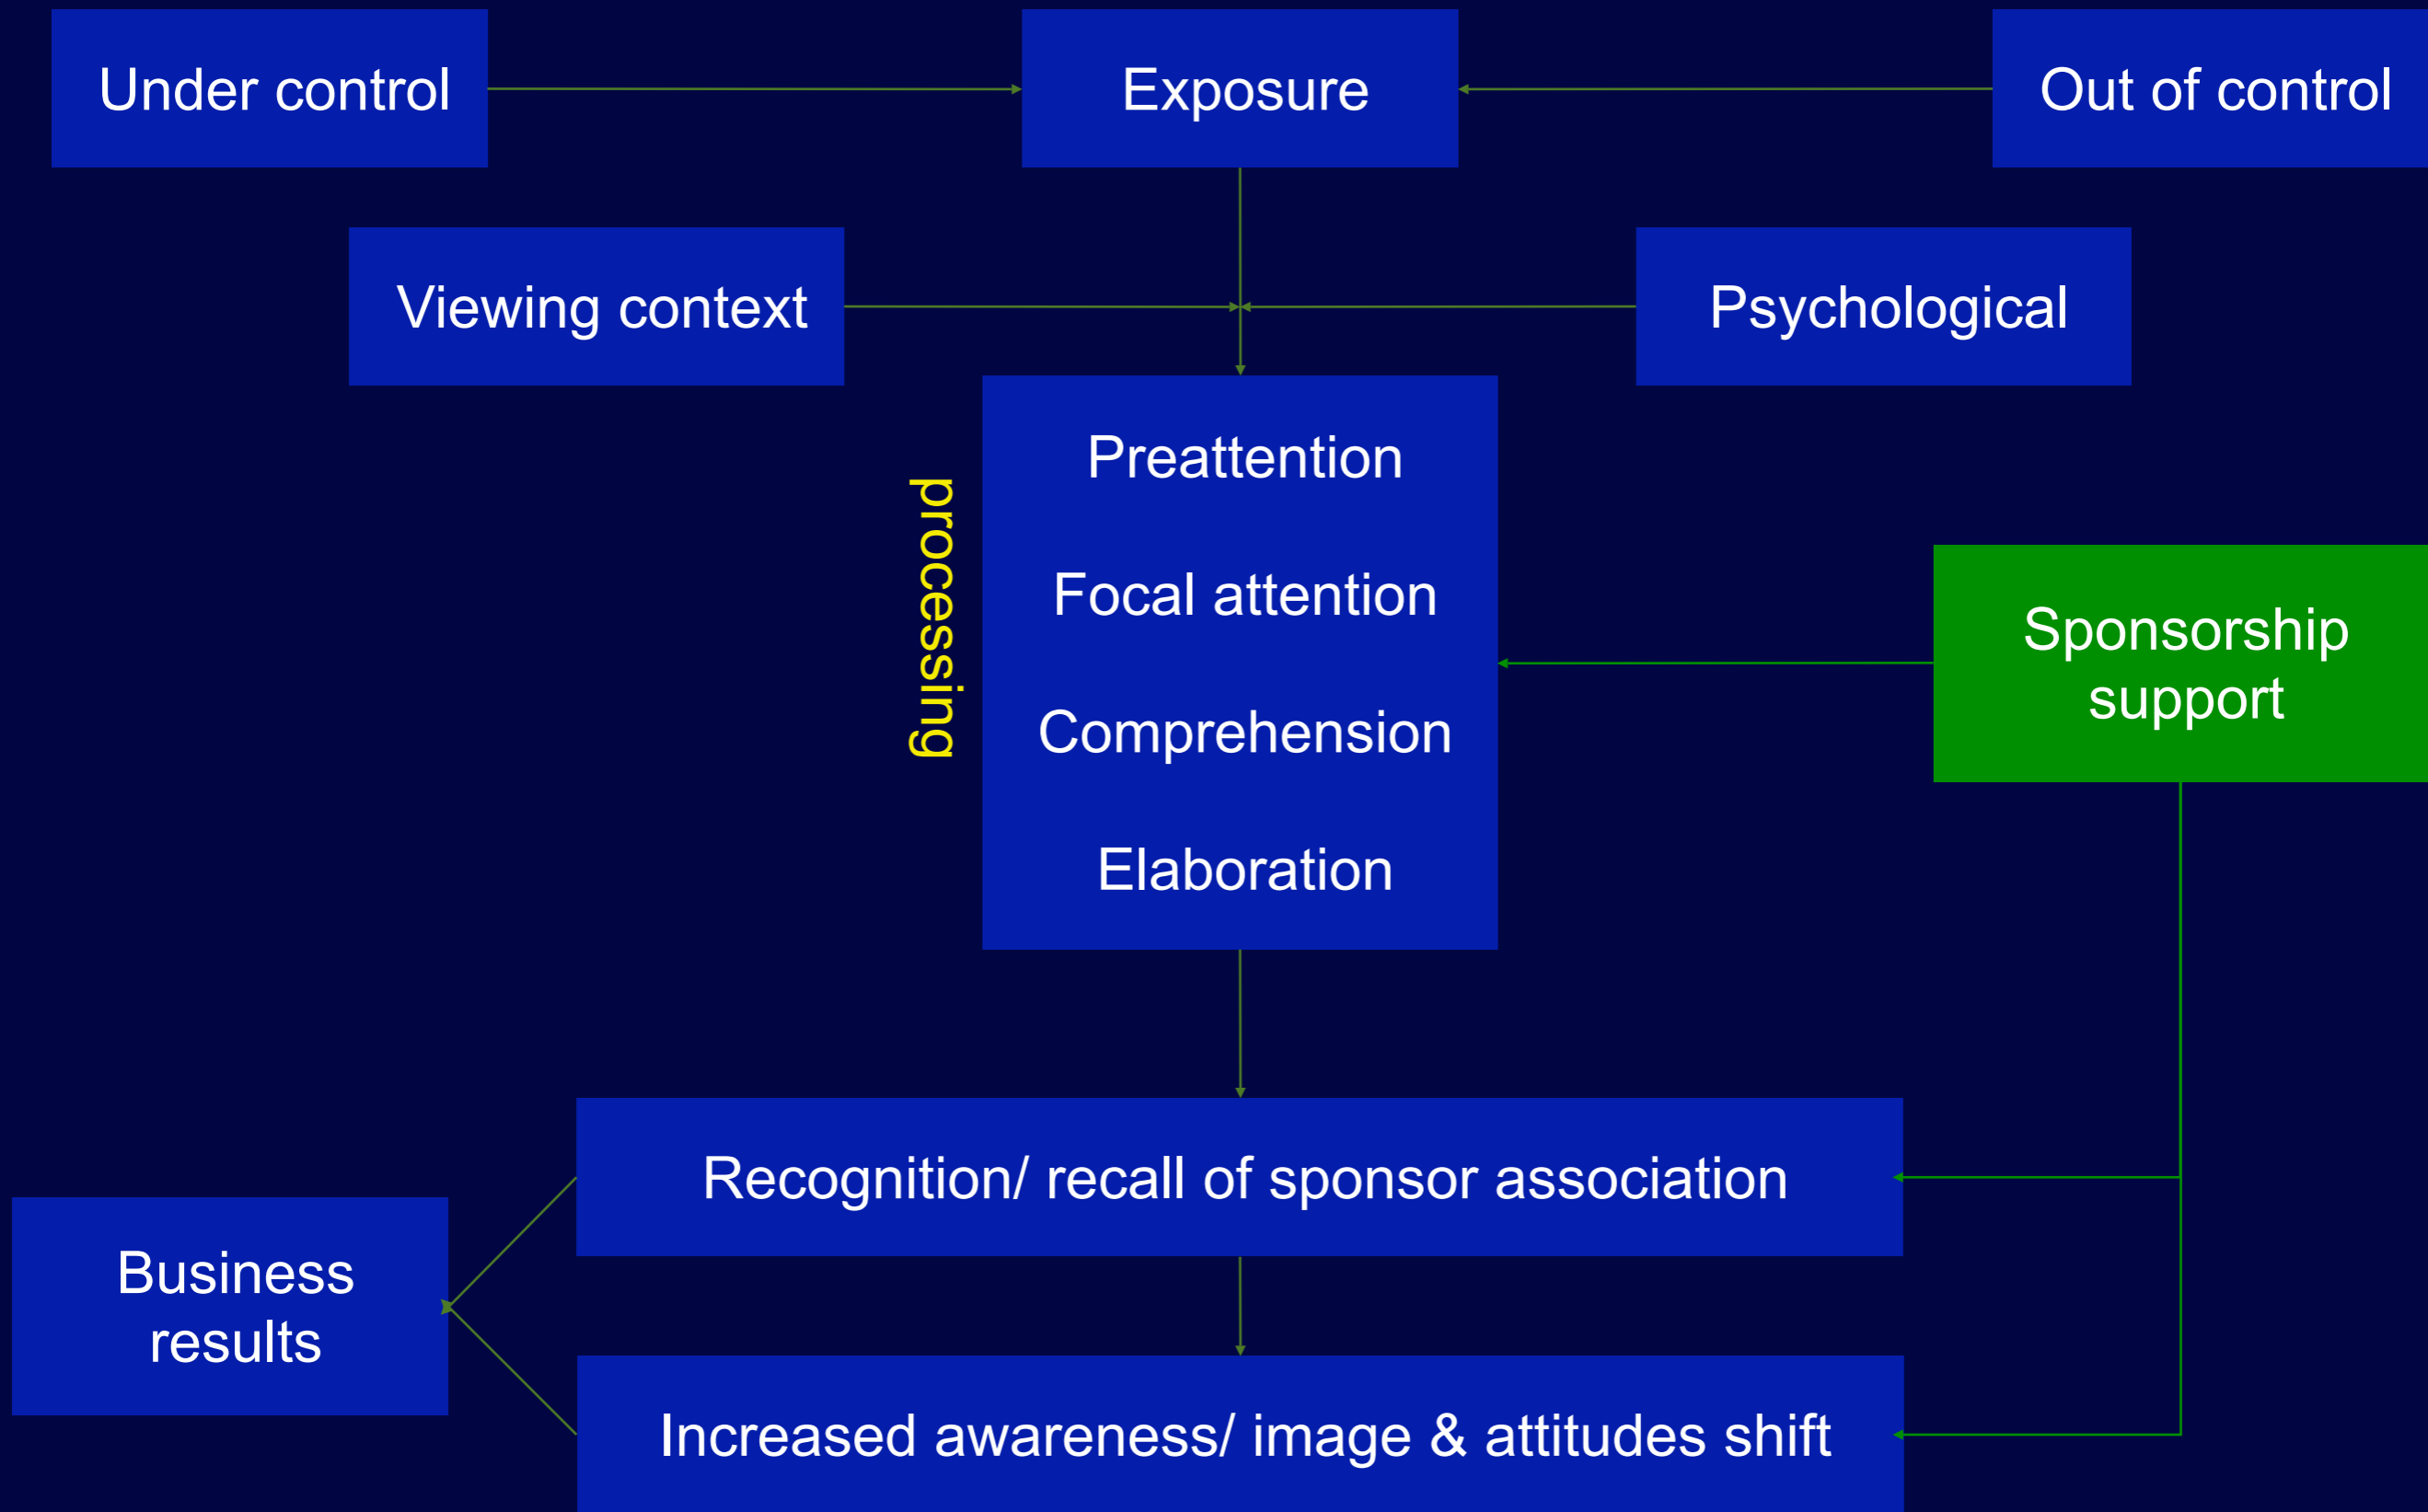 Under control
Exposure
Out of control
Viewing context
Psychological
processing
Preattention
Focal attention
Comprehension
Elaboration
Sponsorship
support
Recognition/ recall of sponsor association
Business
results
Increased awareness/ image & attitudes shift